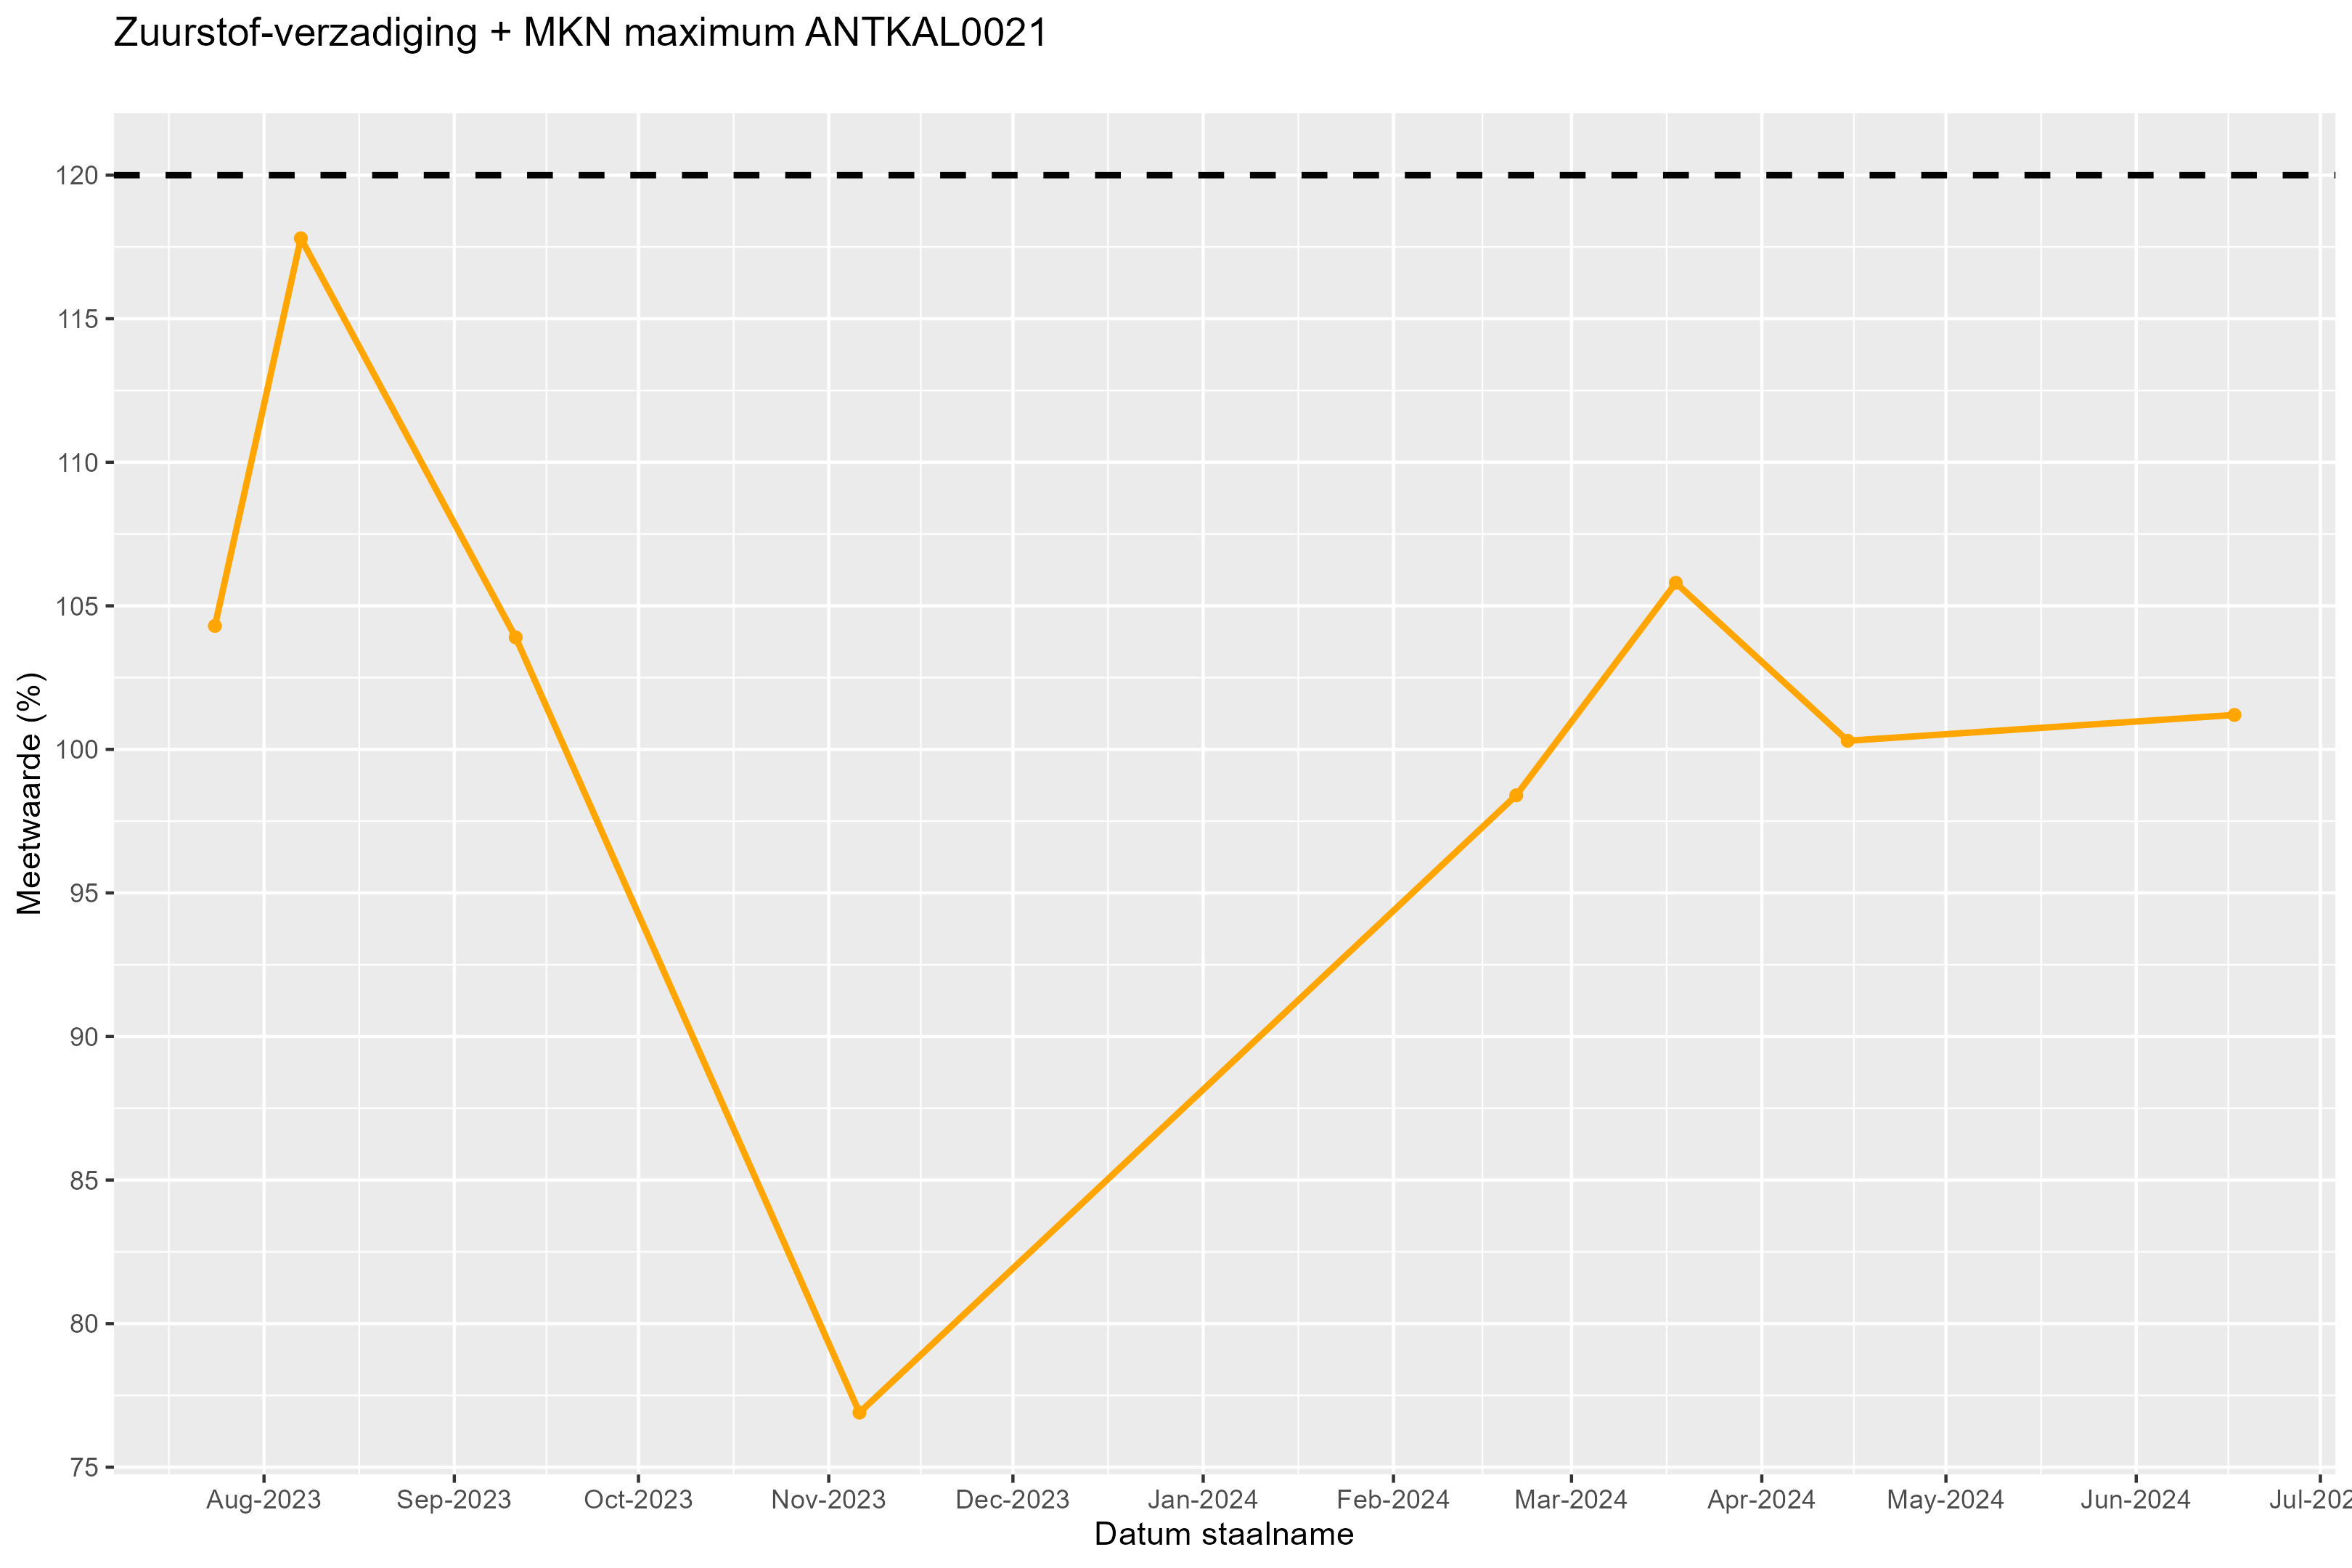 Zuurstof-verzadiging + MKN maximum ANTKAL0021
Meetwaarde (%)
120
115
110
105
100
95
90
85
80
75
Aug-2023 Sep-2023 Oct-2023 Nov-2023 Dec-2023 Jan-2024 Feb-2024 Mar-2024 Apr-2024 May-2024 Jun-2024 Jul-202
Datum staalname